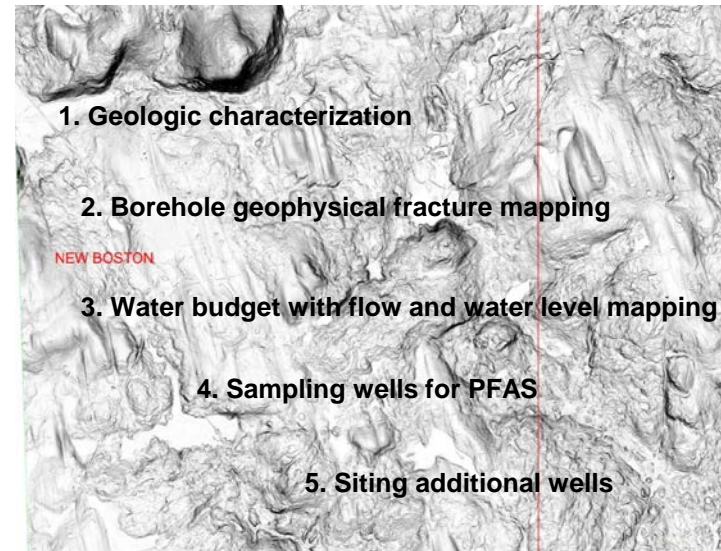 1. Geologic characterization
2. Borehole geophysical fracture mapping
NEW BOSTON
3. Water budget with flow and water level mapping
4. Sampling wells for PFAS
5. Siting additional wells